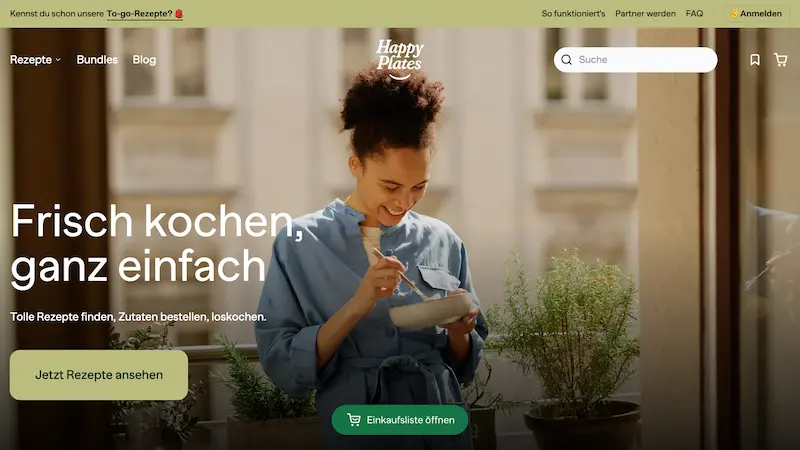 Kennst du schon unsere To-go-Rezepte? 🎒
So funktioniert's Partner werden FAQ ✌️ Anmelden
Rezepte Bundles Blog
Happy
Plates
Suche
Frisch kochen,
ganz einfach
Tolle Rezepte finden, Zutaten bestellen, loskochen.
Jetzt Rezepte ansehen
Einkaufsliste öffnen